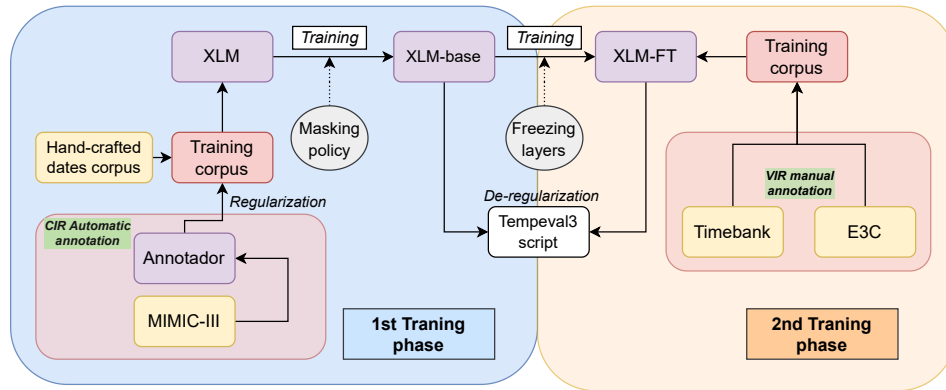 Training
Training
XLM
XLM-base
XLM-FT
Training
corpus
Masking
policy
Freezing
layers
Hand-crafted
dates corpus
Training
corpus
Regularization
De-regularization
CIR Automatic
annotation
VIR manual
annotation
Tempeval3
script
Timebank
E3C
Annotador
MIMIC-III
1st Traning
phase
2nd Traning
phase